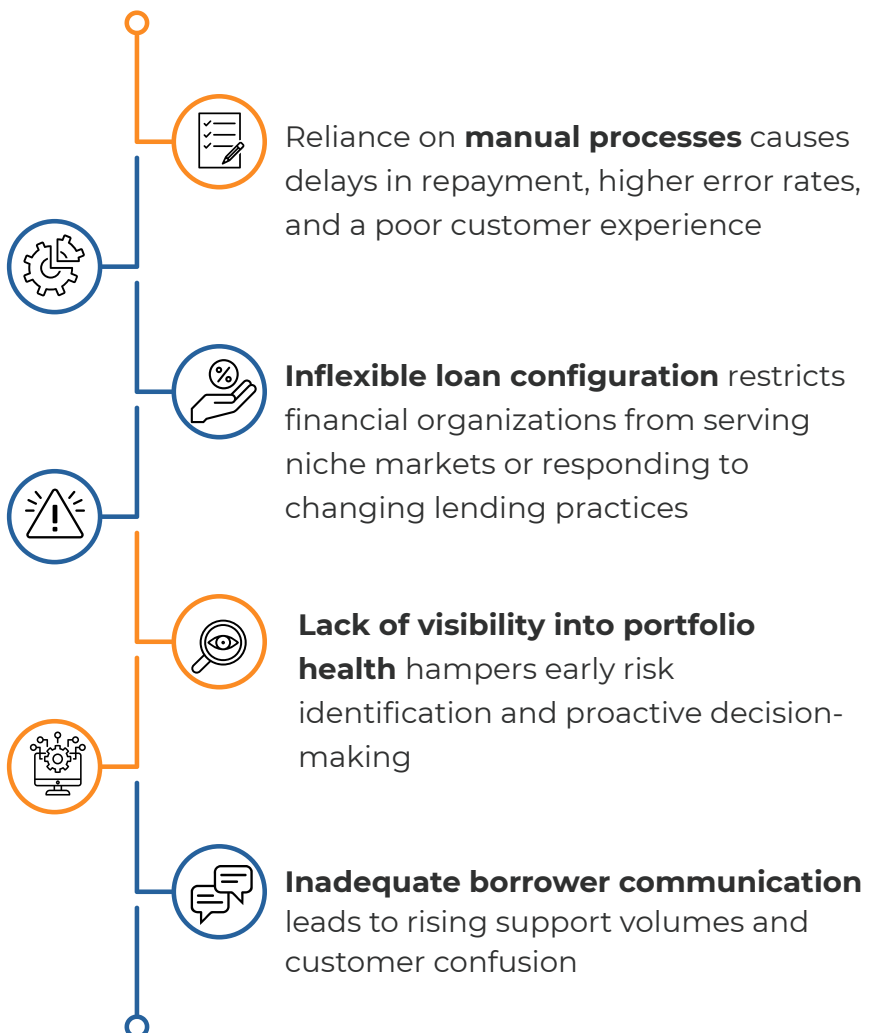 Reliance on manual processes causes
delays in repayment, higher error rates,
and a poor customer experience
Inflexible loan configuration restricts
financial organizations from serving
niche markets or responding to
changing lending practices
Lack of visibility into portfolio
health hampers early risk
identification and proactive decision-
making
Inadequate borrower communication
leads to rising support volumes and
customer confusion